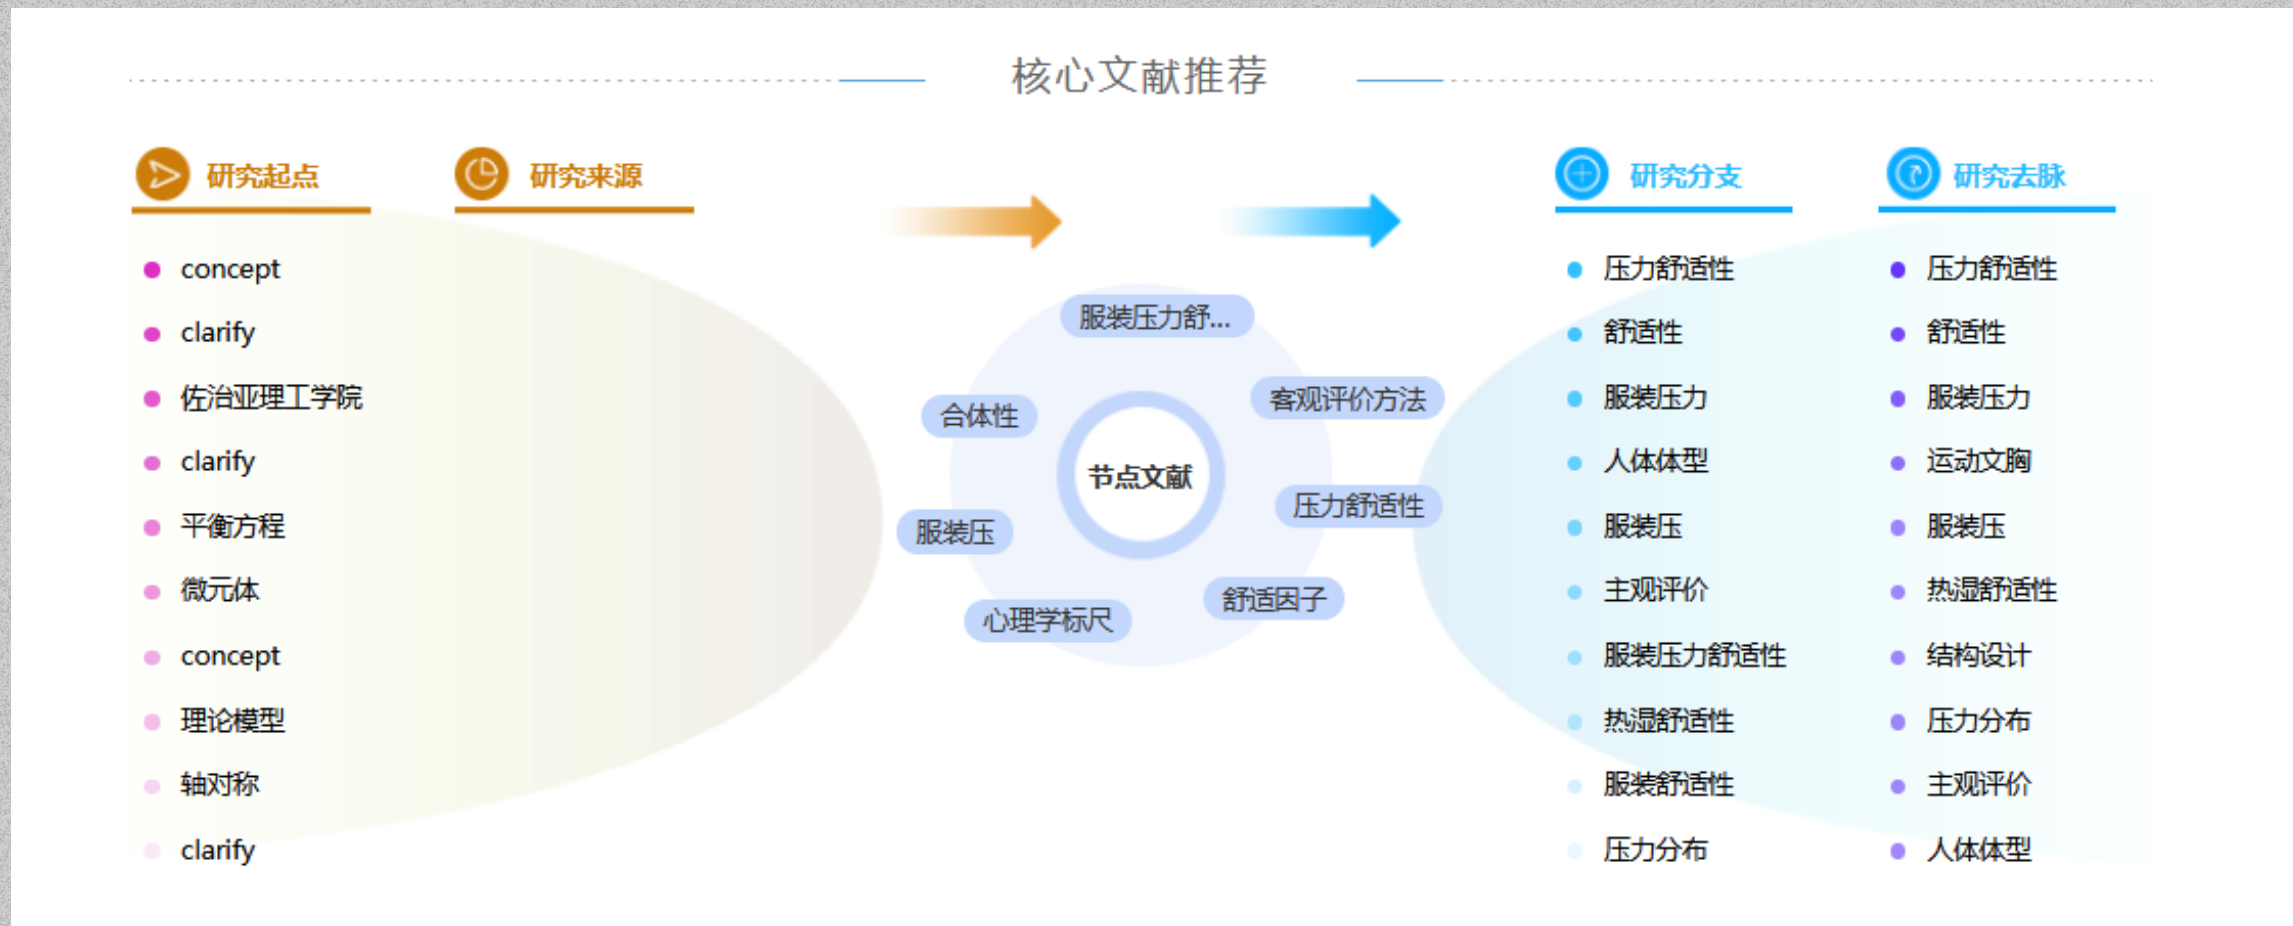 核心文献推荐
研究起点
研究来源
研究分支
研究去脉
concept
clarify
佐治亚理工学院
clarify
平衡方程
微元体
concept
理论模型
轴对称
clarify
服装压力舒...
合体性
客观评价方法
节点文献
压力舒适性
服装压
舒适因子
心理学标尺
压力舒适性
舒适性
服装压力
人体体型
服装压
主观评价
服装压力舒适性
热湿舒适性
服装舒适性
压力分布
压力舒适性
舒适性
服装压力
运动文胸
服装压
热湿舒适性
结构设计
压力分布
主观评价
人体体型